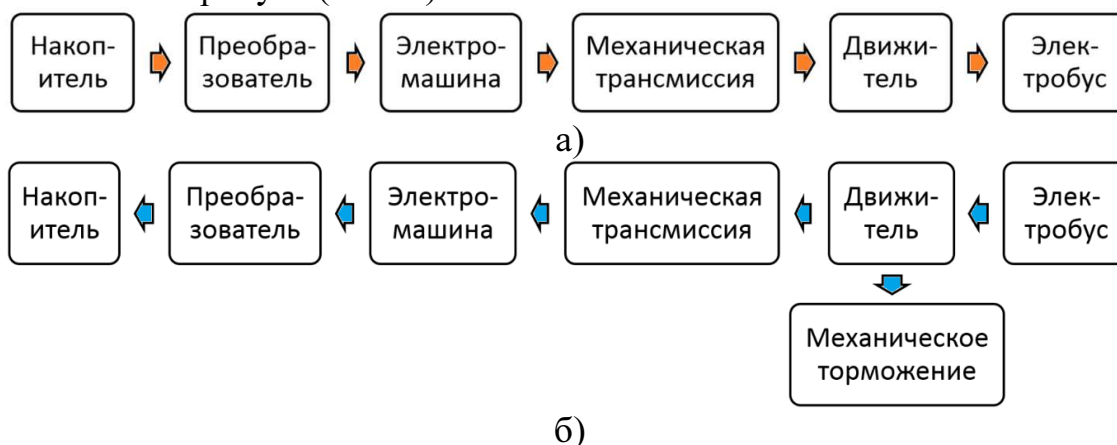 Накоп-
итель
Преобра-
зователь
Электро-
машина
Механическая
трансмиссия
Движи-
тель
Элек-
тробус
а)
Накоп-
итель
Преобра-
зователь
Электро-
машина
Механическая
трансмиссия
Движи-
тель
Элек-
тробус
Механическое
торможение
б)